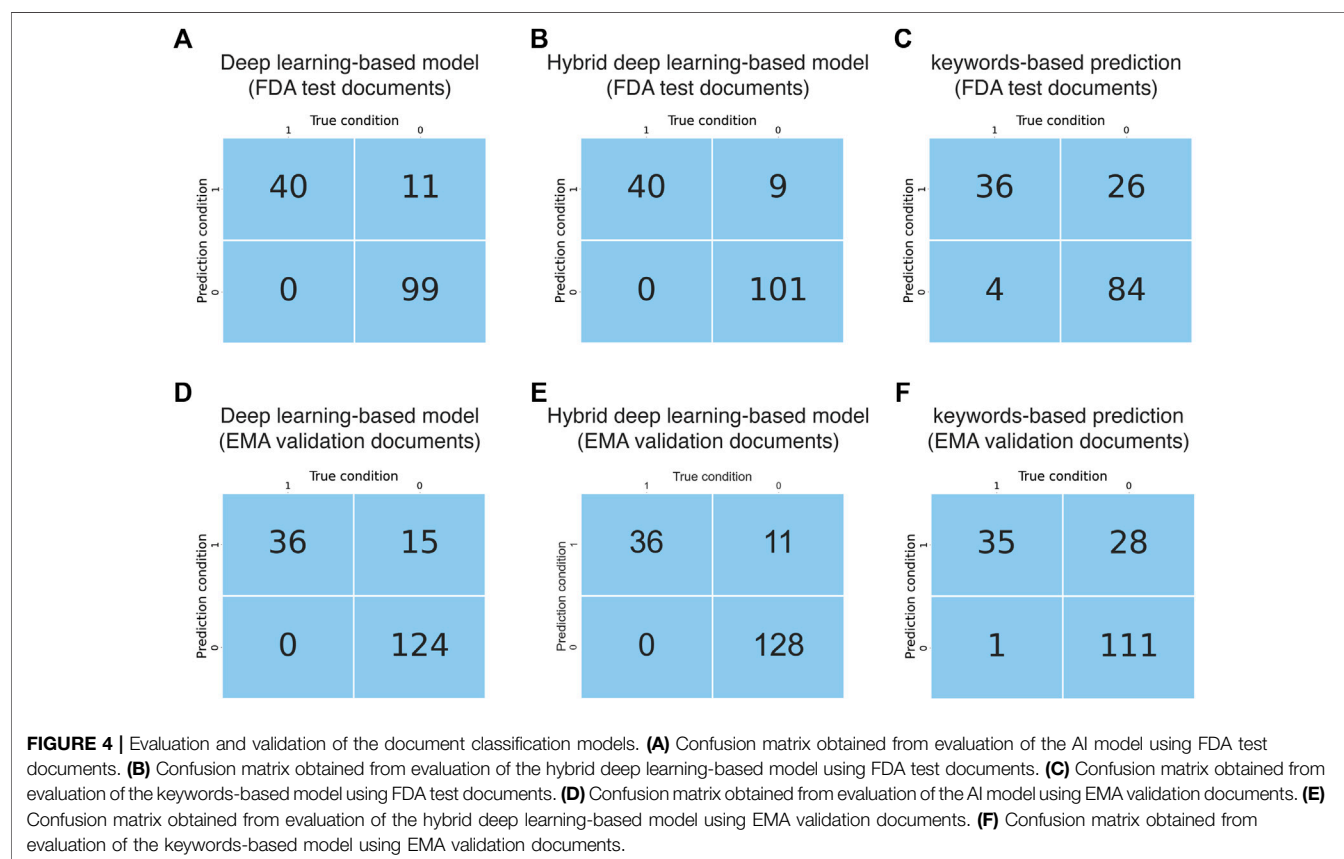 A
Deep learning-based model
(FDA test documents)
True condition
1 0
Prediction condition
1
0
40 11
0 99
B
Hybrid deep learning-based model
(FDA test documents)
True condition
1 0
Prediction condition
1
0
40 9
0 101
C
keywords-based prediction
(FDA test documents)
True condition
1 0
Prediction condition
1
0
36 26
4 84
D
Deep learning-based model
(EMA validation documents)
True condition
1 0
Prediction condition
1
0
36 15
0 124
E
Hybrid deep learning-based model
(EMA validation documents)
True condition
1 0
Prediction condition
1
0
36 11
0 128
F
keywords-based prediction
(EMA validation documents)
True condition
1 0
Prediction condition
1
0
35 28
1 111
FIGURE 4 | Evaluation and validation of the document classification models. (A) Confusion matrix obtained from evaluation of the AI model using FDA test
documents. (B) Confusion matrix obtained from evaluation of the hybrid deep learning-based model using FDA test documents. (C) Confusion matrix obtained from
evaluation of the keywords-based model using FDA test documents. (D) Confusion matrix obtained from evaluation of the AI model using EMA validation documents. (E)
Confusion matrix obtained from evaluation of the hybrid deep learning-based model using EMA validation documents. (F) Confusion matrix obtained from
evaluation of the keywords-based model using EMA validation documents.